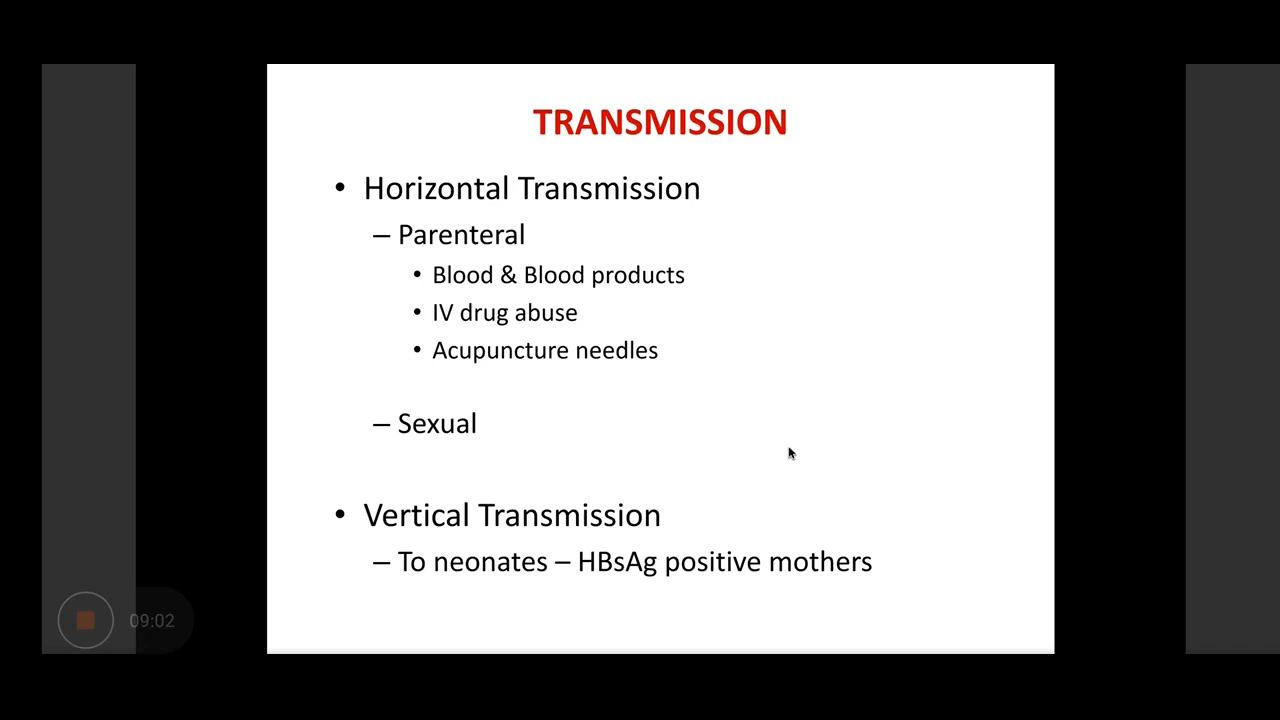 TRANSMISSION
• Horizontal Transmission
– Parenteral
• Blood & Blood products
• IV drug abuse
• Acupuncture needles
– Sexual
• Vertical Transmission
– To neonates – HBsAg positive mothers
09:02